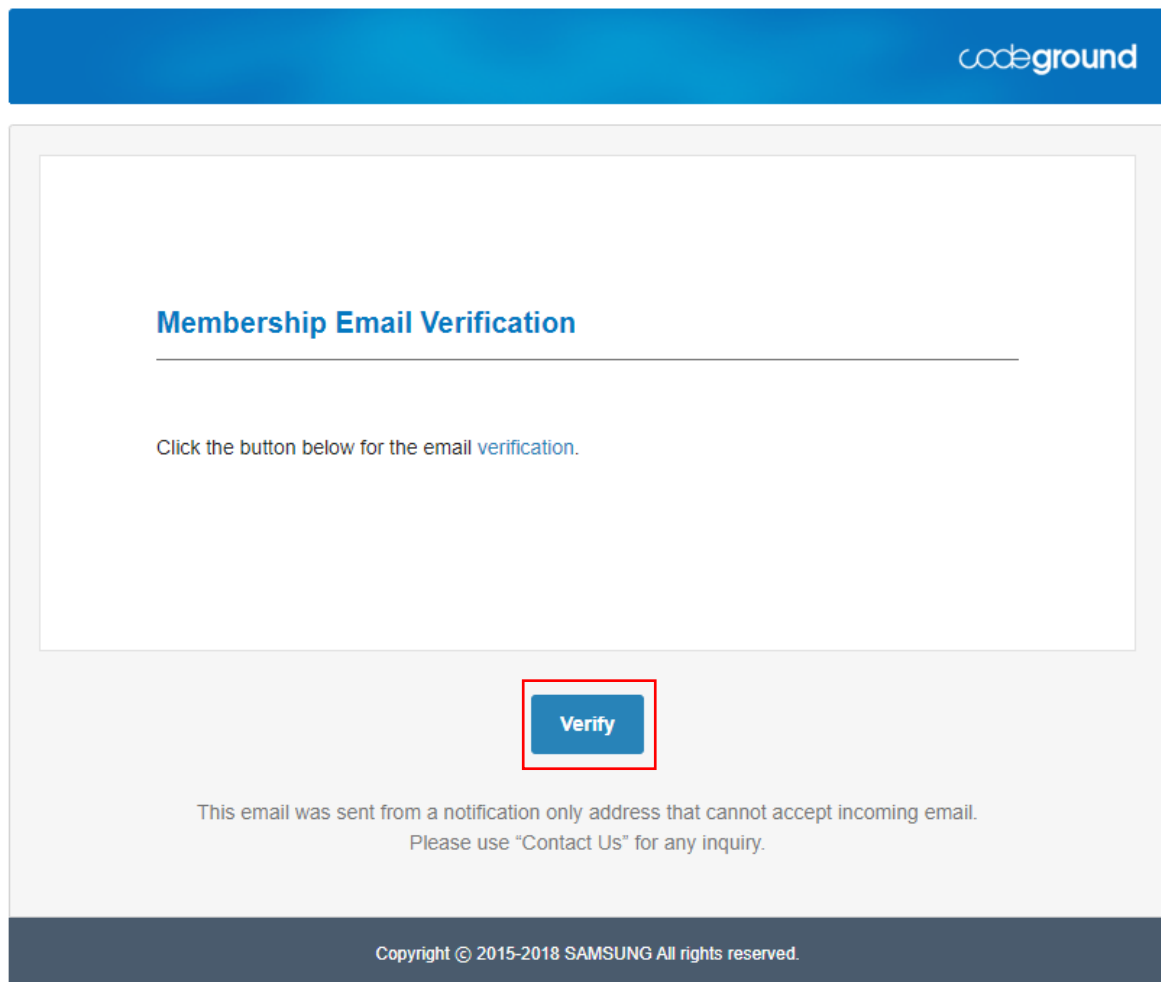 codeground
Membership Email Verification
Click the button below for the email verification.
Verify
This email was sent from a notification only address that cannot accept incoming email.
Please use “Contact Us” for any inquiry.
Copyright ⓒ 2015-2018 SAMSUNG All rights reserved.